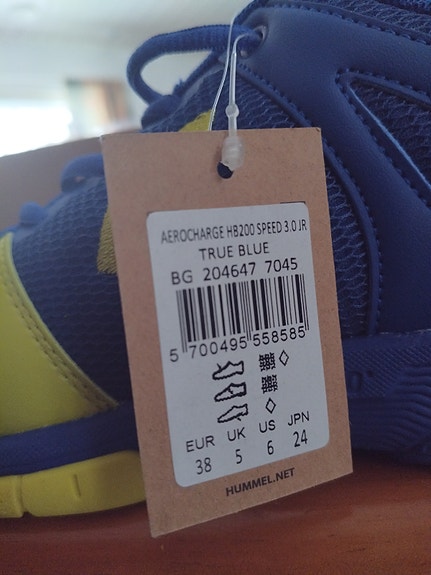 AEROCHARGE HB200 SPEED 3.0 JR
TRUE BLUE
BG 204647 7045
5 700495 558585
EUR UK US JPN
38 5 6 24
HUMMEL.NET